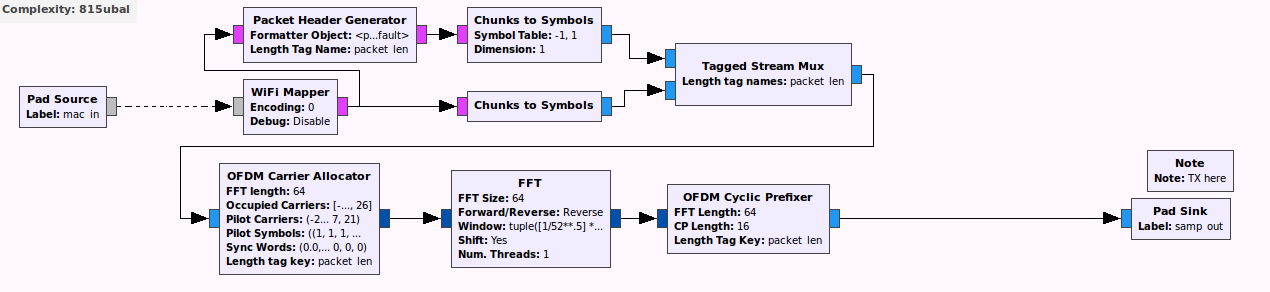 Complexity: 815ubal
Packet Header Generator
Formatter Object: <p...fault>
Length Tag Name: packet_len
Chunks to Symbols
Symbol Table: -1, 1
Dimension: 1
Tagged Stream Mux
Length tag names: packet_len
Pad Source
Label: mac_in
WiFi Mapper
Encoding: 0
Debug: Disable
Chunks to Symbols
OFDM Carrier Allocator
FFT length: 64
Occupied Carriers: [-..., 26]
Pilot Carriers: (-2... 7, 21)
Pilot Symbols: ((1, 1, 1, ...
Sync Words: (0.0,... 0, 0, 0)
Length tag key: packet_len
FFT
FFT Size: 64
Forward/Reverse: Reverse
Window: tuple([1/52**.5] *...
Shift: Yes
Num. Threads: 1
OFDM Cyclic Prefixer
FFT Length: 64
CP Length: 16
Length Tag Key: packet_len
Note
Note: TX here
Pad Sink
Label: samp_out